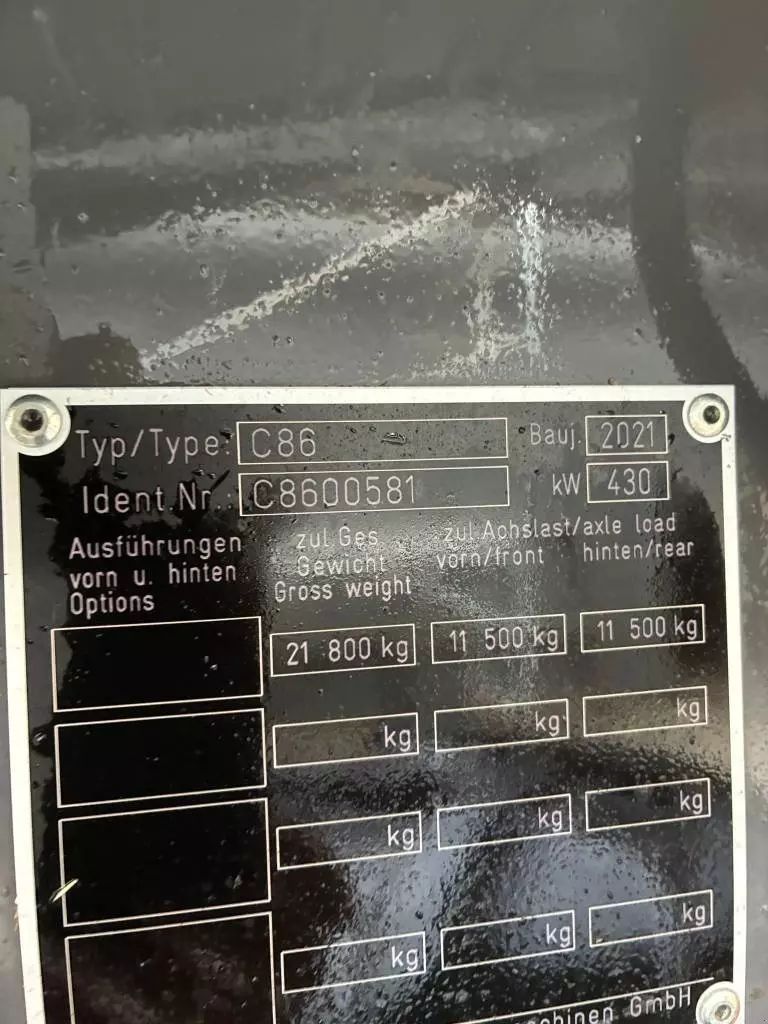 Typ/Type: C86 Bauj. 2021
Ident.Nr.: C8600581 kW 430
Ausführungen
vorn u. hinten
Options
zul Ges.
Gewicht
Gross weight
zul Achslast/axle load
vorn/front hinten/rear
21 800 kg 11 500 kg 11 500 kg
kg kg kg
kg kg kg
kg kg kg
GmbH